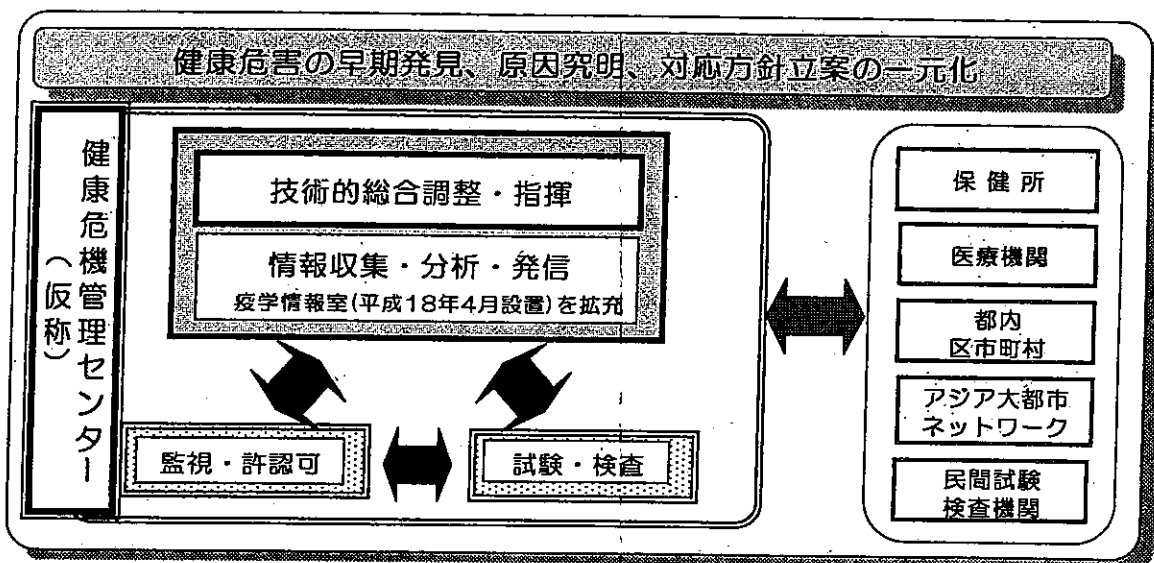 健康危害の早期発見、原因究明、対応方針立案の一元化
健康危機管理センター
（仮称）
技術的総合調整・指揮
情報収集・分析・発信
疫学情報室(平成18年4月設置)を拡充
監視・許認可
試験・検査
保健所
医療機関
都内
区市町村
アジア大都市
ネットワーク
民間試験
検査機関